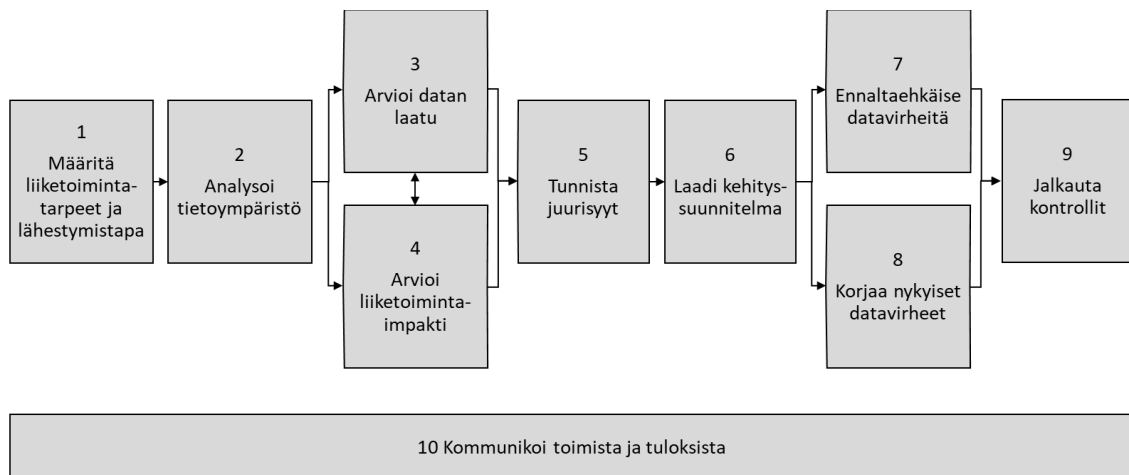 1
Määritä
liiketoiminta-
tarpeet ja
lähestymistapa
2
Analysoi
tietoympäristö
3
Arvioi datan
laatu
4
Arvioi
liiketoiminta-
impakti
5
Tunnista
juurisyyt
6
Laadi kehitys-
suunnitelma
7
Ennaltaehkäise
datavirheitä
8
Korjaa nykyiset
datavirheet
9
Jalkauta
kontrollit
10 Kommunikoi toimista ja tuloksista